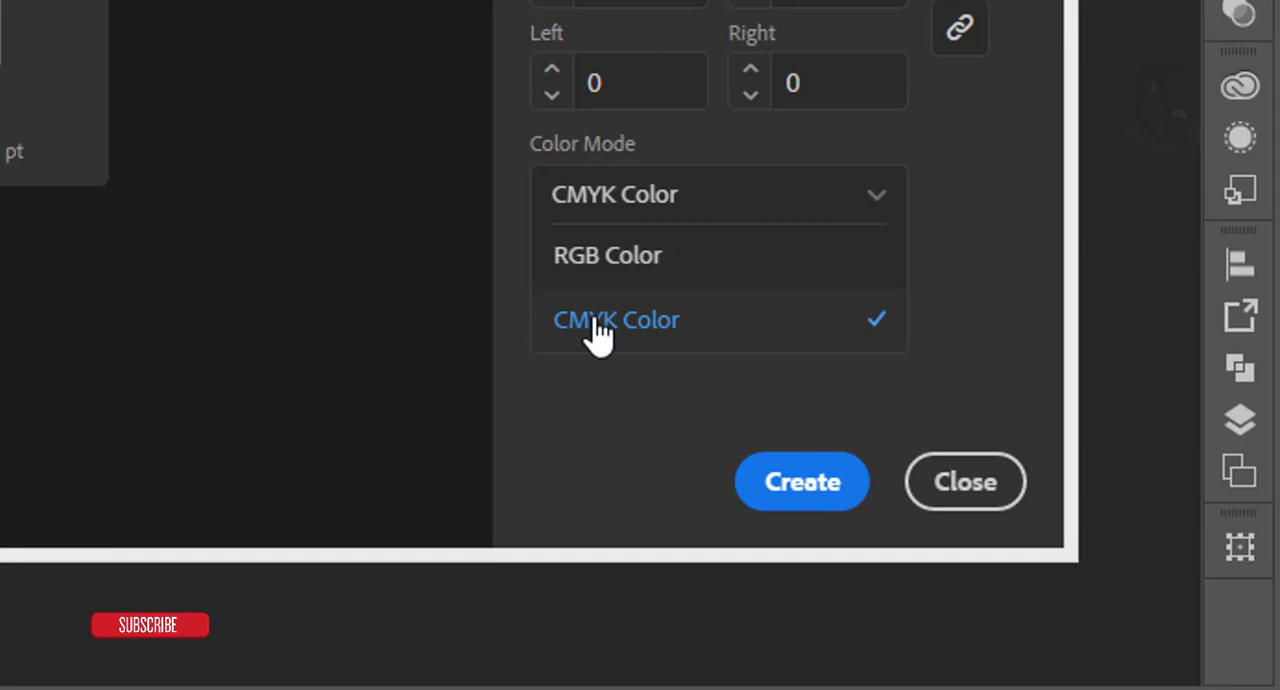 Left Right
0 0
Color Mode
pt
CMYK Color
RGB Color
CMYK Color
Create Close
SUBSCRIBE